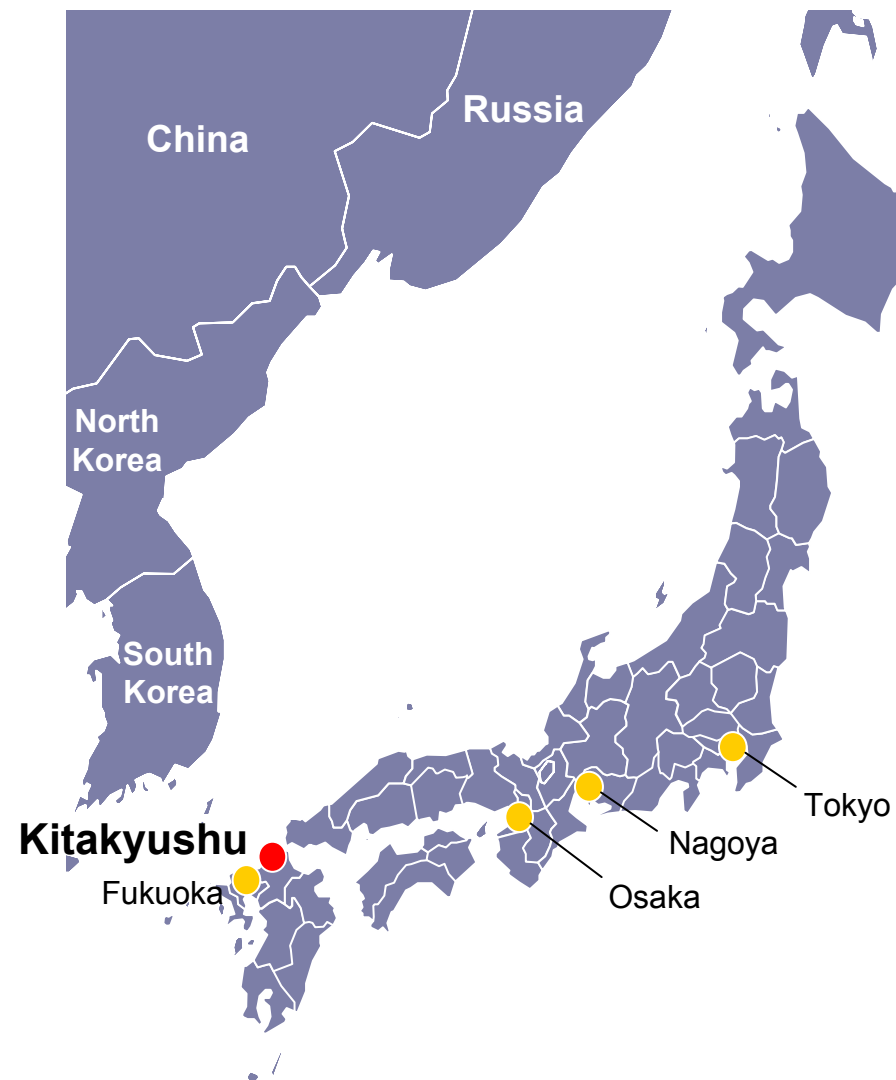 Russia
China
North
Korea
South
Korea
Tokyo
Kitakyushu
Nagoya
Fukuoka
Osaka